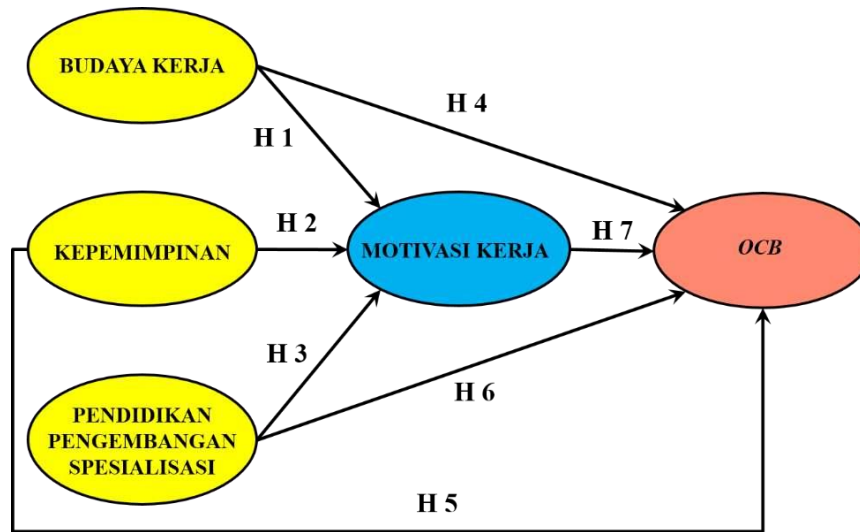 BUDAYA KERJA
H 4
H 1
H 2
H 7
KEPEMIMPINAN
MOTIVASI KERJA
OCB
H 3
H 6
PENDIDIKAN
PENGEMBANGAN
SPESIALISASI
H 5